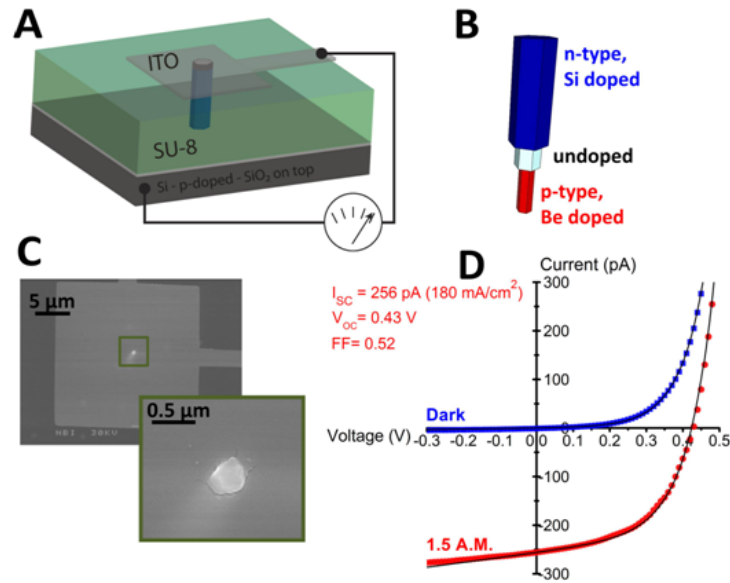 A
ITO
SU-8
Si - p-doped - SiO₂ on top
B
n-type,
Si doped
undoped
p-type,
Be doped
C
5 μm
NBI, 30KV
0.5 μm
D
Current (pA)
I_SC = 256 pA (180 mA/cm²)
V_OC= 0.43 V
FF= 0.52
300
200
100
0
-100
-200
-300
Dark
Voltage (V)
-0.3 -0.2 -0.1 0.0 0.1 0.2 0.3 0.4 0.5
1.5 A.M.